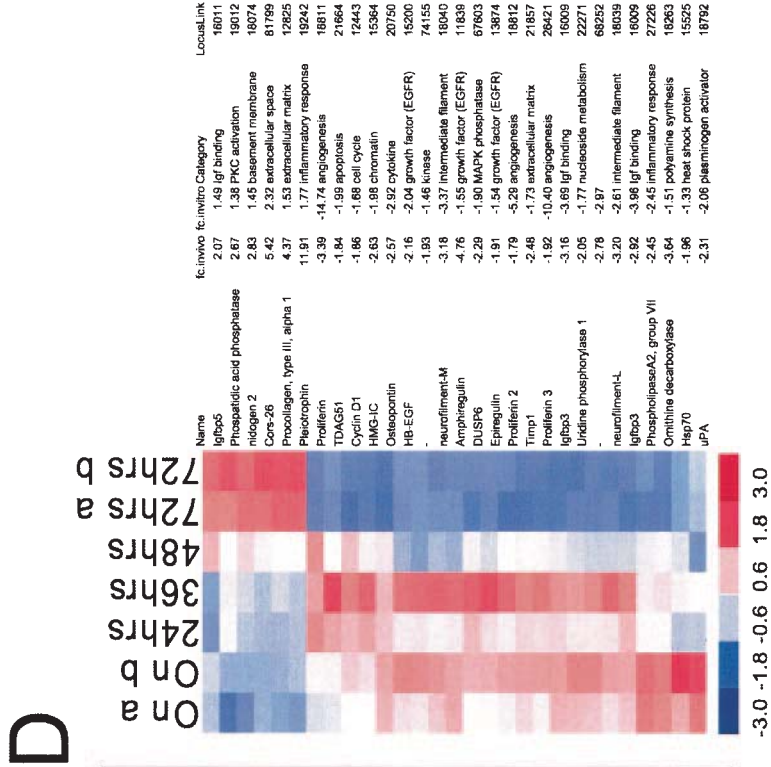 D
On a On b 24hrs 36hrs 48hrs 72hrs a 72hrs b
Name fc.invivo fc.invitro Category LocusLink
Igfbp5 2.07 1.49 Igf binding 16011
Phospatidic acid phosphatase 2.67 1.38 PKC activation 19012
nidogen 2 2.83 1.45 basement membrane 18074
Cors-26 5.42 2.32 extracellular space 81799
Procollagen, type III, alpha 1 4.37 1.53 extracellular matrix 12825
Pleiotrophin 11.91 1.77 inflammatory response 19242
Proliferin -3.39 -14.74 angiogenesis 18811
TDAG51 -1.84 -1.99 apoptosis 21664
Cyclin D1 -1.86 -1.68 cell cycle 12443
HMG-IC -2.63 -1.98 chromatin 15364
Osteopontin -2.57 -2.92 cytokine 20750
HB-EGF -2.16 -2.04 growth factor (EGFR) 15200
- -1.93 -1.46 kinase 74155
neurofilment-M -3.18 -3.37 intermediate filament 18040
Amphiregulin -4.76 -1.55 growth factor (EGFR) 11839
DUSP6 -2.29 -1.90 MAPK phosphatase 67603
Epiregulin -1.91 -1.54 growth factor (EGFR) 13874
Proliferin 2 -1.79 -5.29 angiogenesis 18812
Timp1 -2.48 -1.73 extracellular matrix 21857
Proliferin 3 -1.92 -10.40 angiogenesis 26421
Igfbp3 -3.16 -3.69 Igf binding 16009
Uridine phosphorylase 1 -2.05 -1.77 nucleoside metabolism 22271
- -2.78 -2.97 68252
neurofilment-L -3.20 -2.61 intermediate filament 18039
Igfbp3 -2.92 -3.96 Igf binding 16009
PhospholipaseA2, group VII -2.45 -2.45 inflammatory response 27226
Ornithine decarboxylase -3.64 -1.51 polyamine synthesis 18263
Hsp70 -1.96 -1.33 heat shock protein 15525
uPA -2.31 -2.06 plasminogen activator 18792
-3.0 -1.8 -0.6 0.6 1.8 3.0